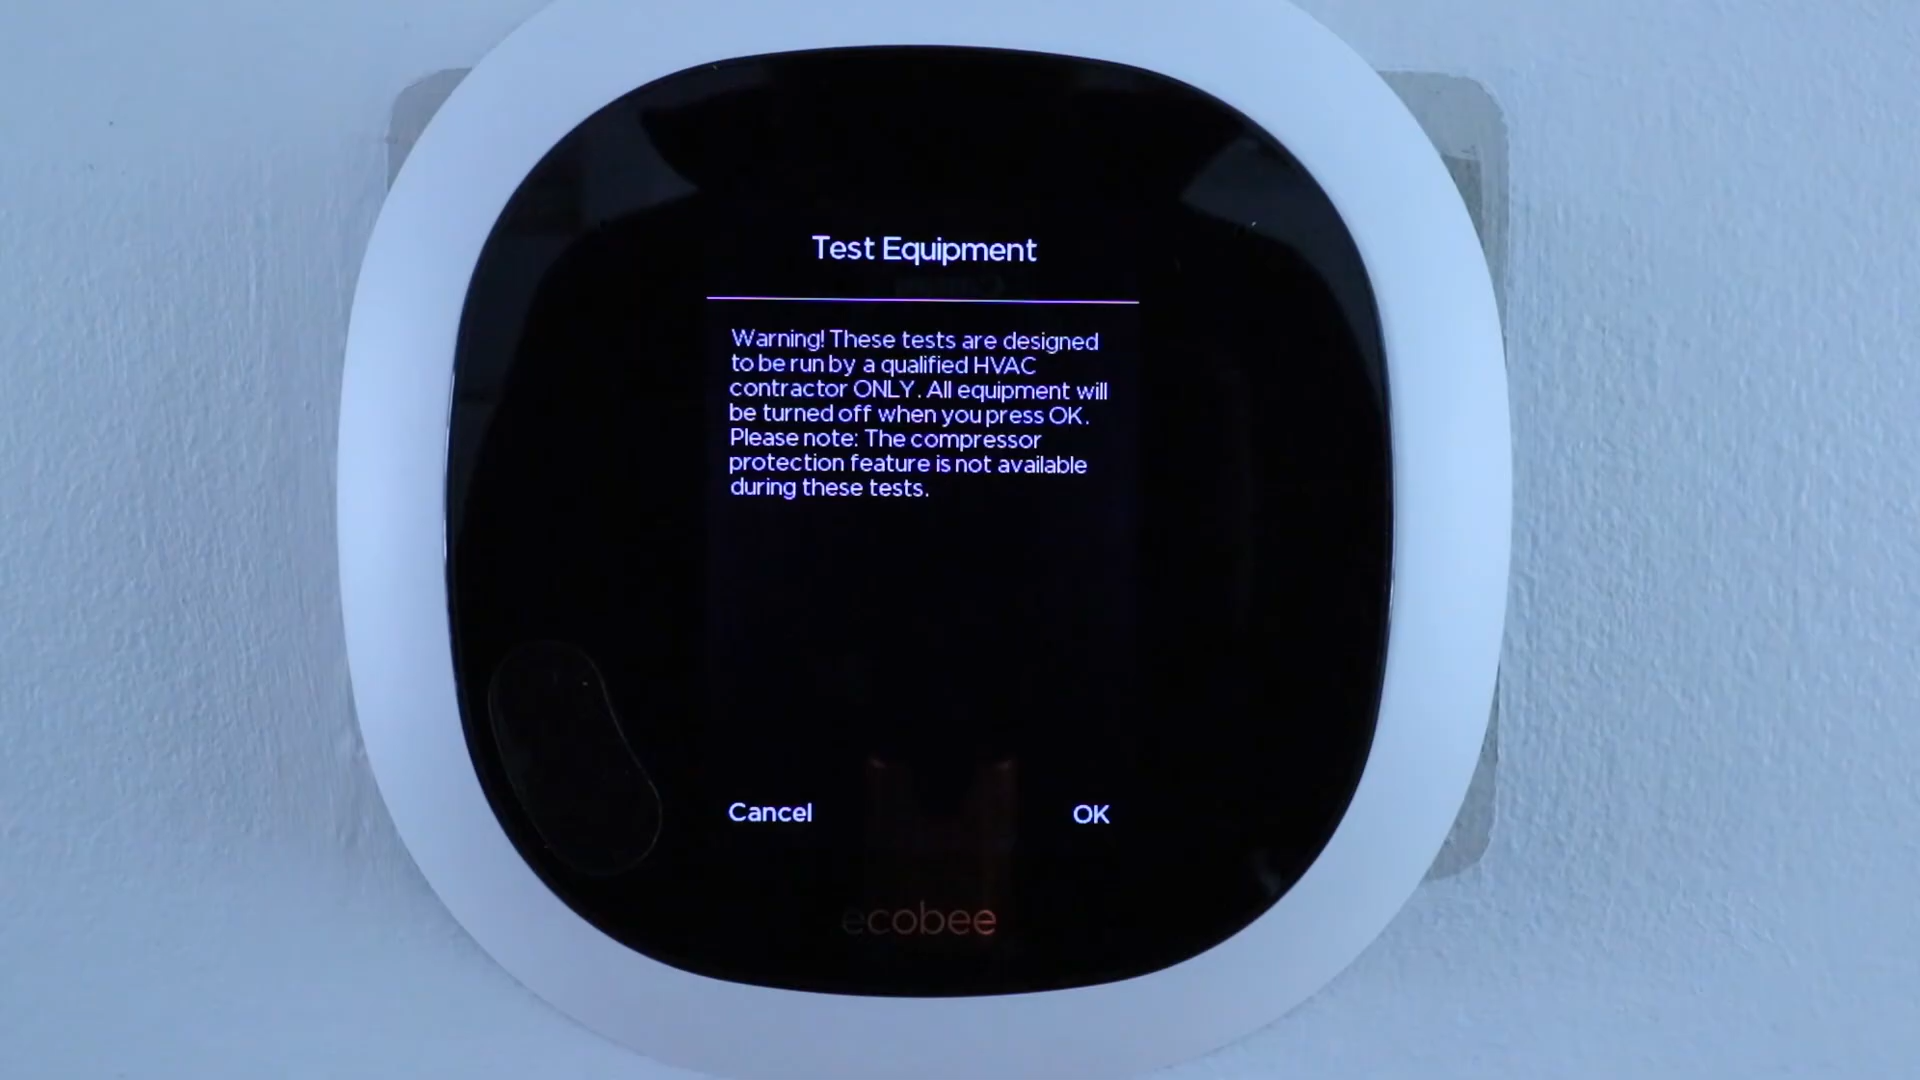 Test Equipment
Warning! These tests are designed
to be run by a qualified HVAC
contractor ONLY. All equipment will
be turned off when you press OK.
Please note: The compressor
protection feature is not available
during these tests.
Cancel
OK
ecobee